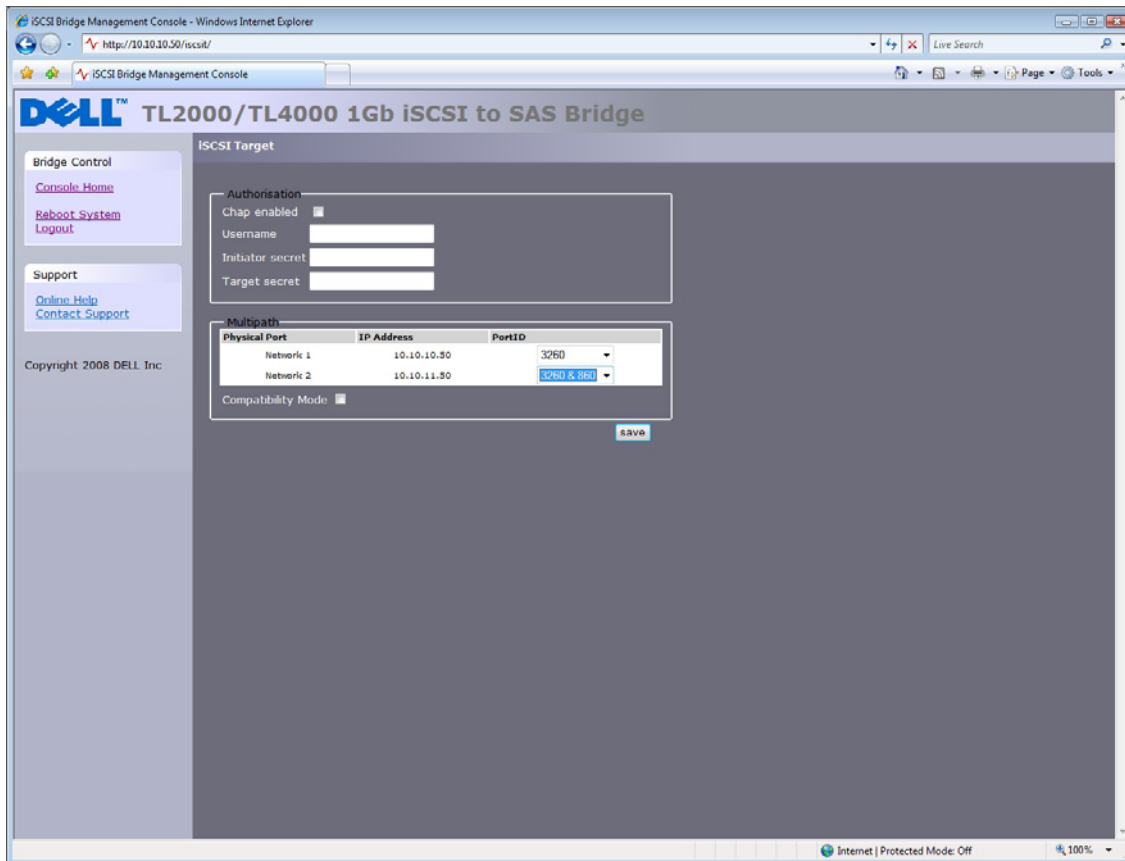 iSCSI Bridge Management Console - Windows Internet Explorer
http://10.10.10.50/iscsit/
Live Search
iSCSI Bridge Management Console
Page
Tools
DELL™ TL2000/TL4000 1Gb iSCSI to SAS Bridge
iSCSI Target
Bridge Control
Console Home
Reboot System
Logout
Support
Online Help
Contact Support
Copyright 2008 DELL Inc
Authorisation
Chap enabled
Username
Initiator secret
Target secret
Multipath
Physical Port IP Address PortID
Network 1 10.10.10.50 3260
Network 2 10.10.11.50 3260 & 860
Compatibility Mode
save
Internet | Protected Mode: Off 100%